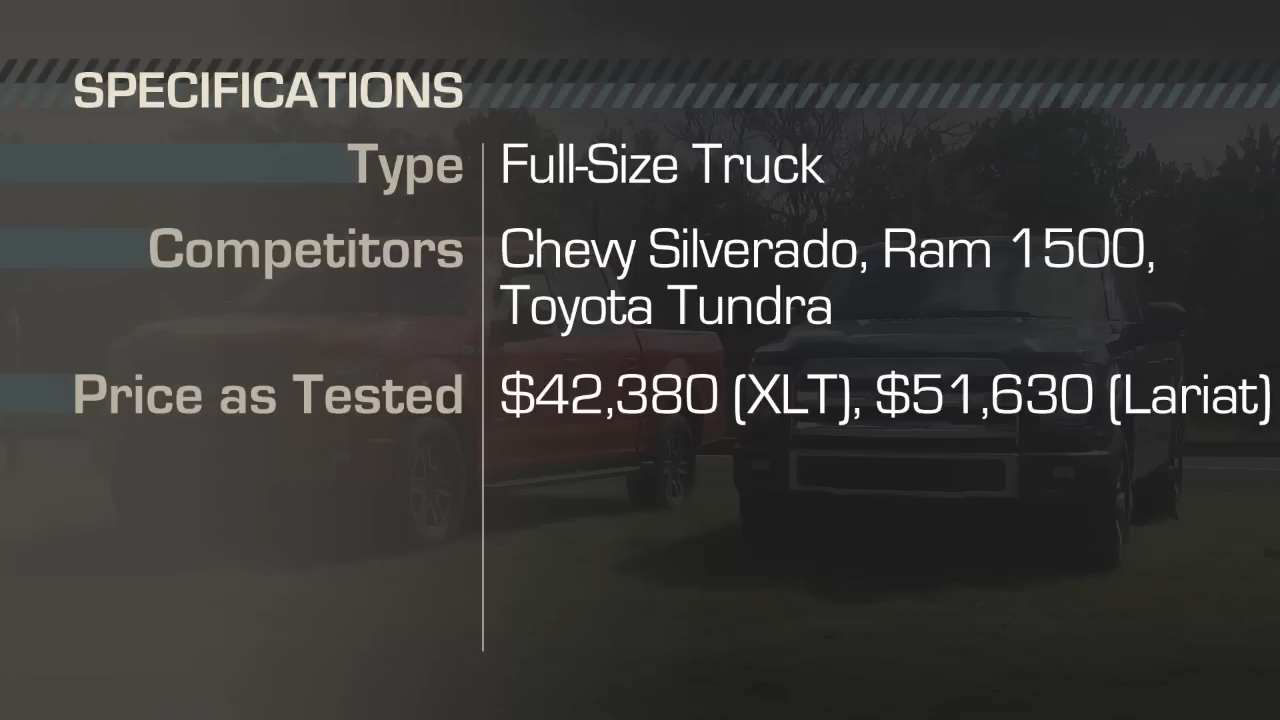 SPECIFICATIONS
Type
Full-Size Truck
Competitors
Chevy Silverado, Ram 1500,
Toyota Tundra
Price as Tested
$42,380 (XLT), $51,630 (Lariat)